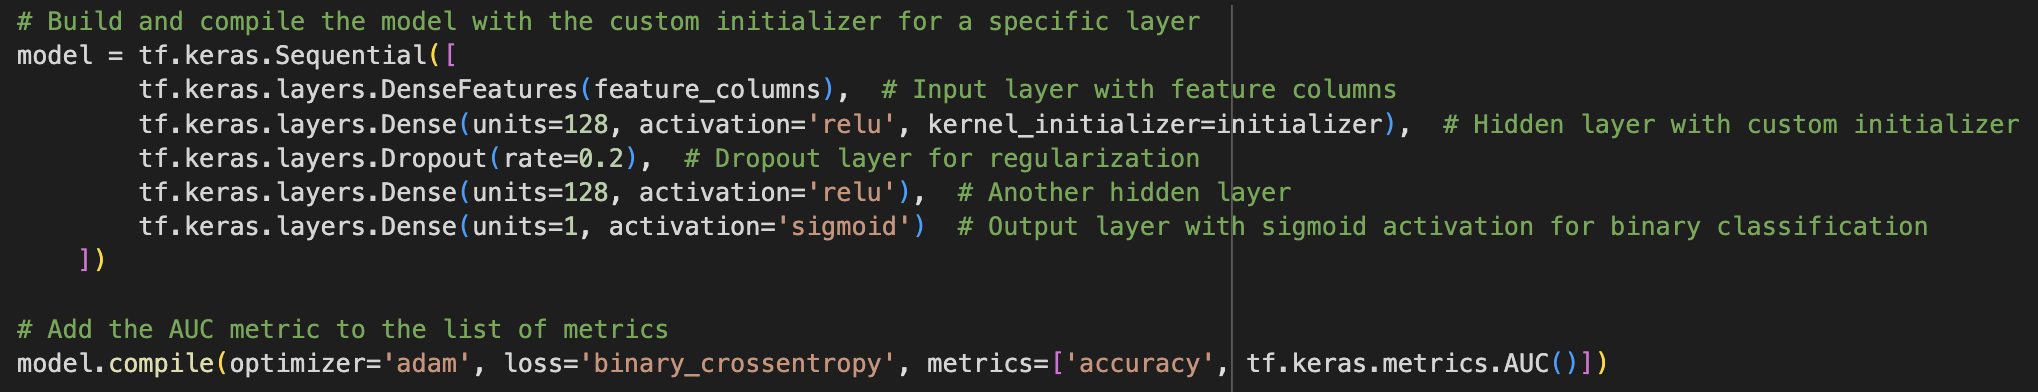 # Build and compile the model with the custom initializer for a specific layer
model = tf.keras.Sequential([
        tf.keras.layers.DenseFeatures(feature_columns),  # Input layer with feature columns
        tf.keras.layers.Dense(units=128, activation='relu', kernel_initializer=initializer),  # Hidden layer with custom initializer
        tf.keras.layers.Dropout(rate=0.2),  # Dropout layer for regularization
        tf.keras.layers.Dense(units=128, activation='relu'),  # Another hidden layer
        tf.keras.layers.Dense(units=1, activation='sigmoid')  # Output layer with sigmoid activation for binary classification
    ])

# Add the AUC metric to the list of metrics
model.compile(optimizer='adam', loss='binary_crossentropy', metrics=['accuracy', tf.keras.metrics.AUC()])